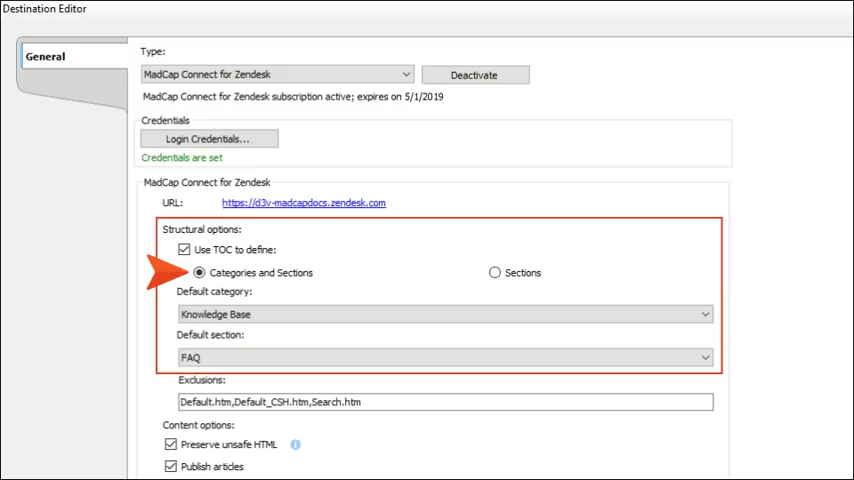 Destination Editor
General
Type:
MadCap Connect for Zendesk
Deactivate
MadCap Connect for Zendesk subscription active; expires on 5/1/2019
Credentials
Login Credentials...
Credentials are set
MadCap Connect for Zendesk
URL: https://d3v-madcapdocs.zendesk.com
Structural options:
Use TOC to define:
Categories and Sections
Sections
Default category:
Knowledge Base
Default section:
FAQ
Exclusions:
Default.htm,Default_CSH.htm,Search.htm
Content options:
Preserve unsafe HTML
Publish articles